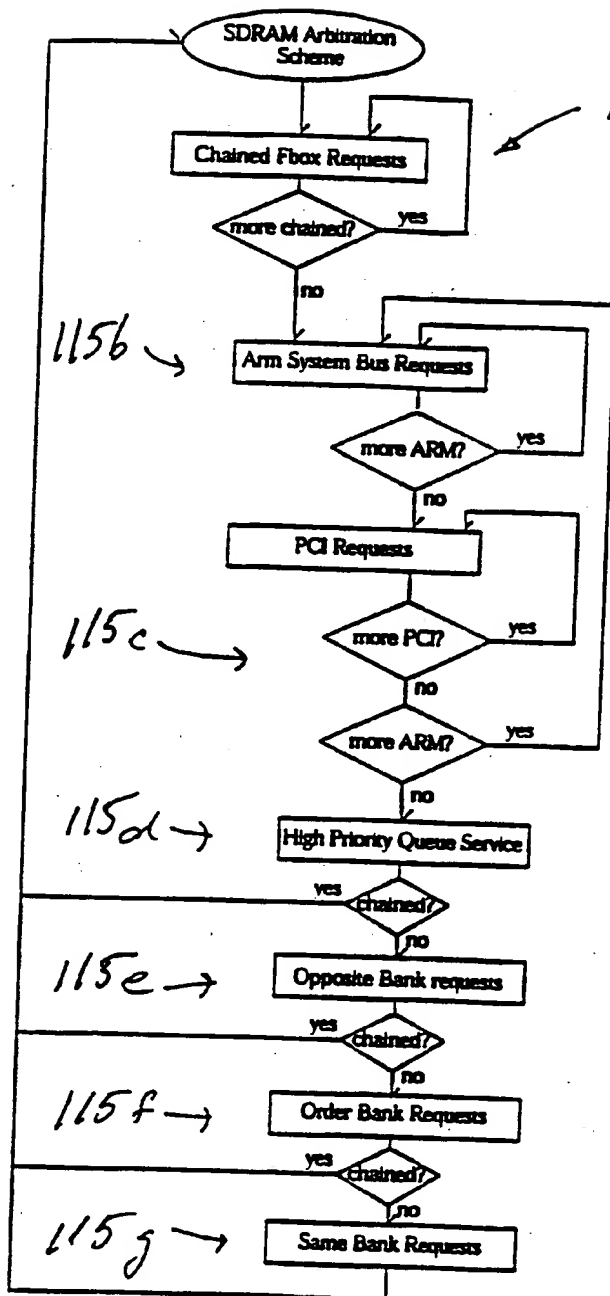 SDRAM Arbitration
Scheme
Chained Fbox Requests
more chained?
yes
no
115b
Arm System Bus Requests
more ARM?
yes
no
PCI Requests
115c
more PCI?
yes
no
more ARM?
yes
no
115d
High Priority Queue Service
yes
chained?
no
115e
Opposite Bank requests
yes
chained?
no
115f
Order Bank Requests
yes
chained?
no
115g
Same Bank Requests